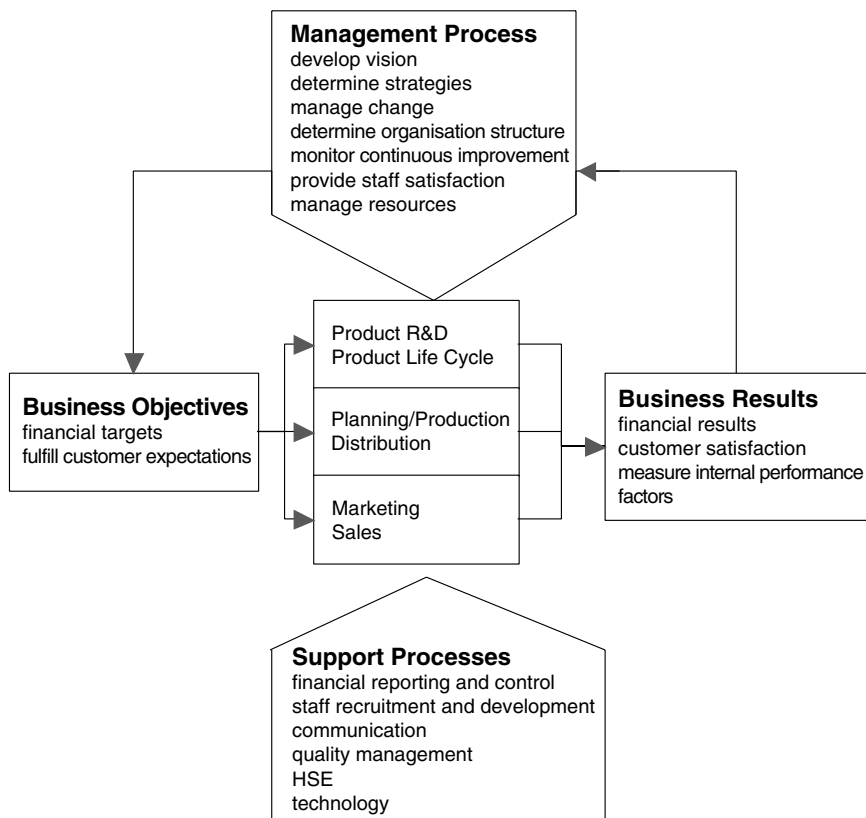 Management Process
develop vision
determine strategies
manage change
determine organisation structure
monitor continuous improvement
provide staff satisfaction
manage resources
Product R&D
Product Life Cycle
Business Objectives
financial targets
fulfill customer expectations
Planning/Production
Distribution
Business Results
financial results
customer satisfaction
measure internal performance
factors
Marketing
Sales
Support Processes
financial reporting and control
staff recruitment and development
communication
quality management
HSE
technology